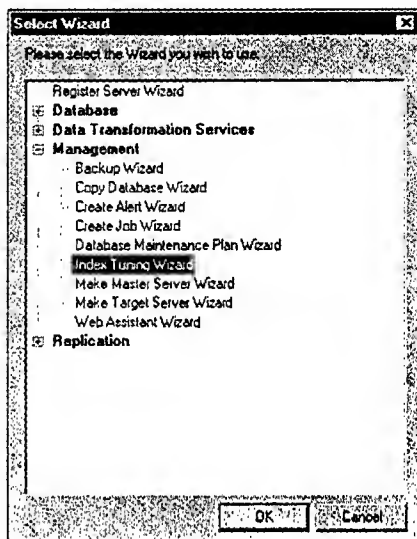 Select Wizard
Please select the Wizard you wish to use:
Register Server Wizard
Database
Data Transformation Services
Management
Backup Wizard
Copy Database Wizard
Create Alert Wizard
Create Job Wizard
Database Maintenance Plan Wizard
Index Tuning Wizard
Make Master Server Wizard
Make Target Server Wizard
Web Assistant Wizard
Replication
OK Cancel